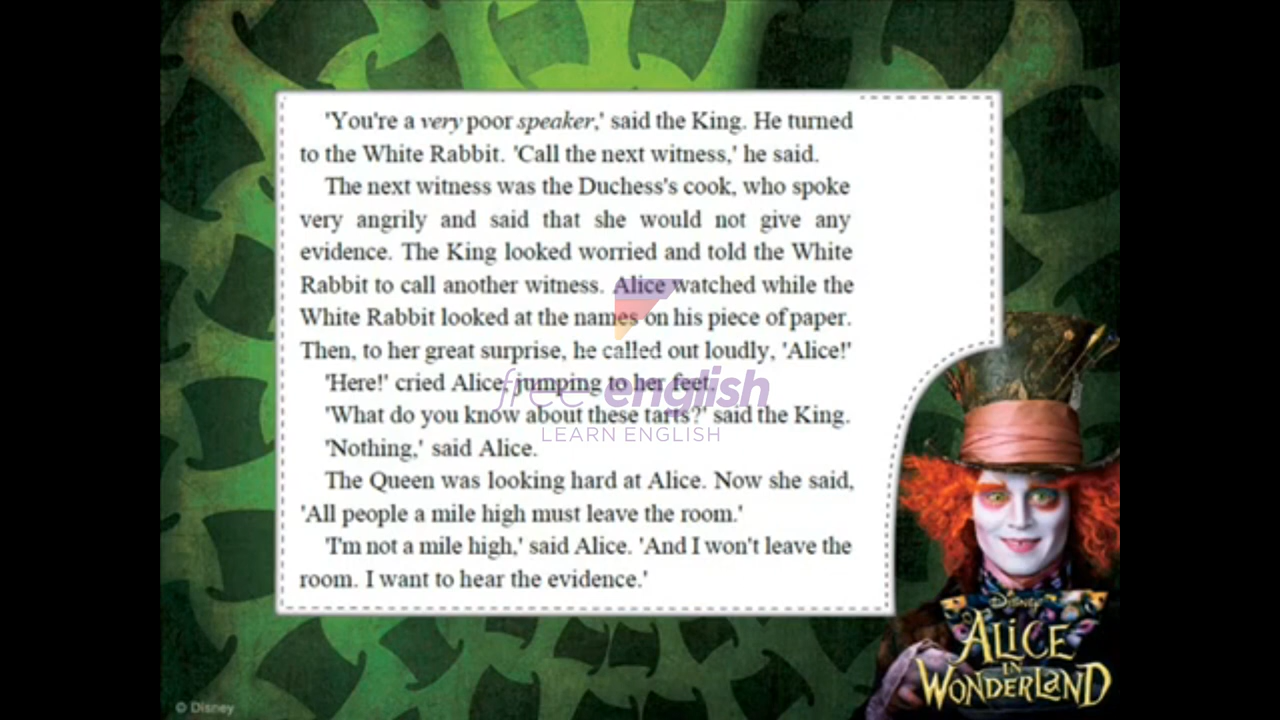 'You're a very poor speaker,' said the King. He turned
to the White Rabbit. 'Call the next witness,' he said.
The next witness was the Duchess's cook, who spoke
very angrily and said that she would not give any
evidence. The King looked worried and told the White
Rabbit to call another witness. Alice watched while the
White Rabbit looked at the names on his piece of paper.
Then, to her great surprise, he called out loudly, 'Alice!'
'Here!' cried Alice, jumping to her feet.
'What do you know about these tarts?' said the King.
'Nothing,' said Alice.
The Queen was looking hard at Alice. Now she said,
'All people a mile high must leave the room.'
'I'm not a mile high,' said Alice. 'And I won't leave the
room. I want to hear the evidence.'
free english
LEARN ENGLISH
Disney
ALICE
IN
WONDERLAND
© Disney